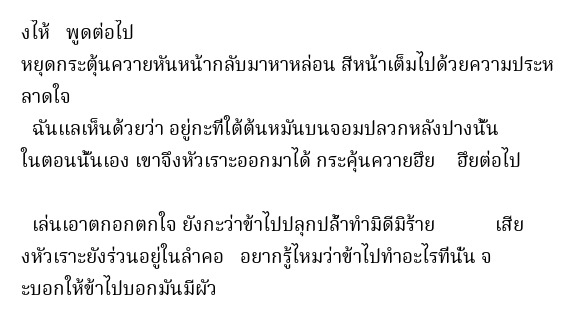 งไห้ พูดต่อไป
หยุดกระตุ้นควายหันหน้ากลับมาหาหล่อน สีหน้าเต็มไปด้วยความประห
ลาดใจ
ฉันแลเห็นด้วยว่า อยู่กะทีใต้ต้นหมันบนจอมปลวกหลังปางนั้น
ในตอนนั้นเอง เขาจึงหัวเราะออกมาได้ กระคุ้นควายฮึย ฮึยต่อไป
เล่นเอาตกอกตกใจ ยังกะว่าข้าไปปลุกปล้ำทำมิดีมิร้าย เสีย
งหัวเราะยังร่วนอยู่ในลำคอ อยากรู้ไหมว่าข้าไปทำอะไรทีนั่น จ
ะบอกให้ข้าไปบอกมันมีผัว